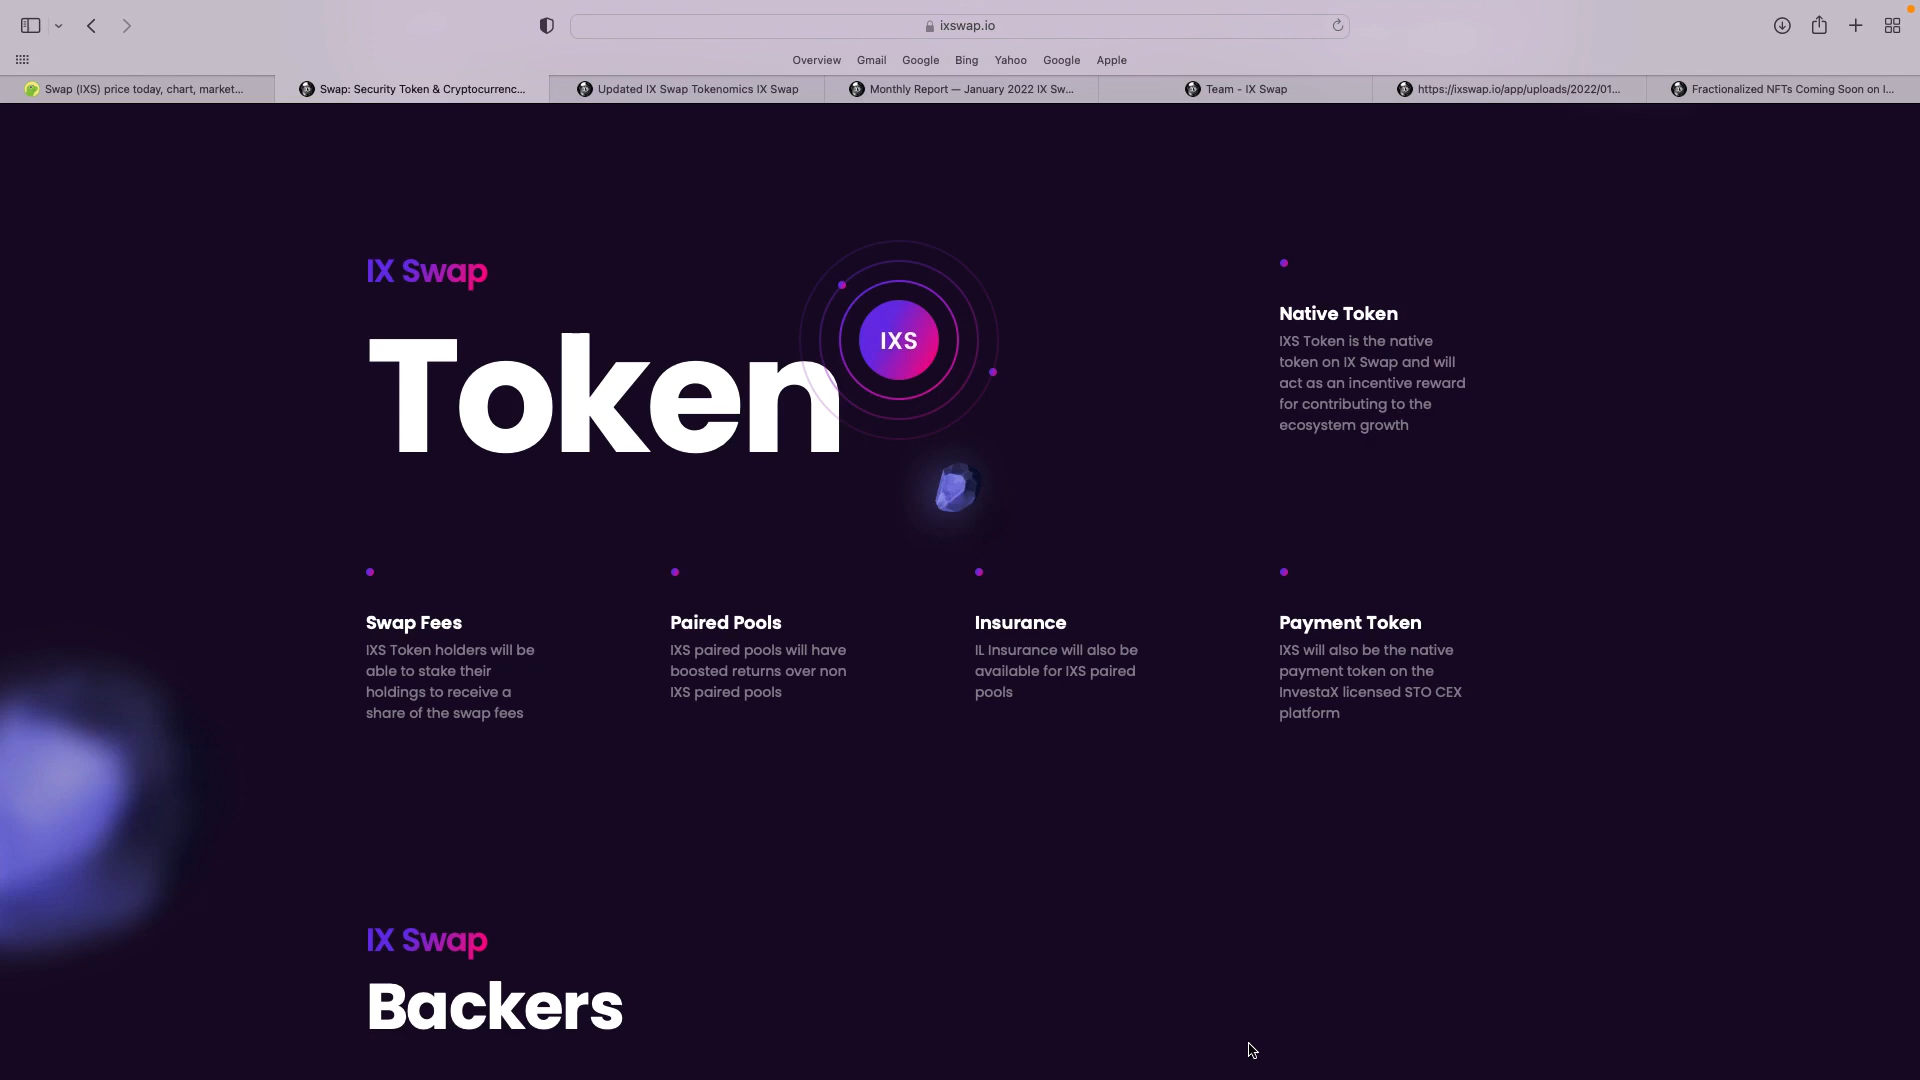 ixswap.io
Overview Gmail Google Bing Yahoo Google Apple
Swap (IXS) price today, chart, market...
Swap: Security Token & Cryptocurrenc...
Updated IX Swap Tokenomics IX Swap
Monthly Report — January 2022 IX Sw...
Team - IX Swap
https://ixswap.io/app/uploads/2022/01...
Fractionalized NFTs Coming Soon on I...
IX Swap
Token
IXS
Native Token
IXS Token is the native
token on IX Swap and will
act as an incentive reward
for contributing to the
ecosystem growth
Swap Fees
IXS Token holders will be
able to stake their
holdings to receive a
share of the swap fees
Paired Pools
IXS paired pools will have
boosted returns over non
IXS paired pools
Insurance
IL Insurance will also be
available for IXS paired
pools
Payment Token
IXS will also be the native
payment token on the
InvestaX licensed STO CEX
platform
IX Swap
Backers